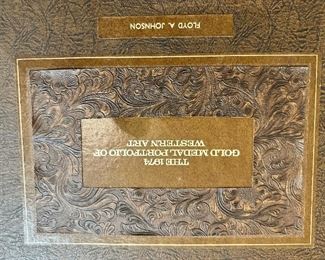 FLOYD A. JOHNSON
THE 1974
GOLD MEDAL PORTFOLIO OF
WESTERN ART